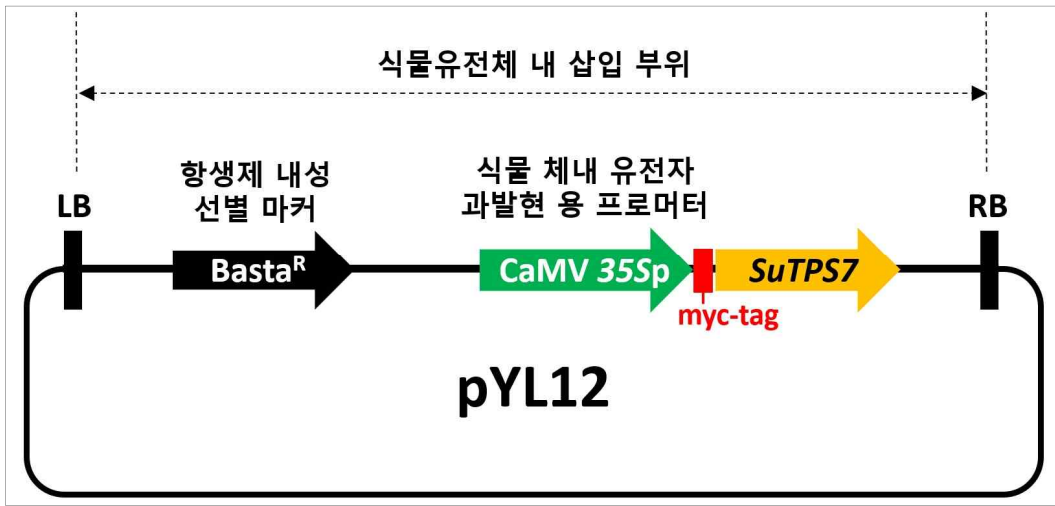 식물유전체 내 삽입 부위
항생제 내성
선별 마커
식물 체내 유전자
과발현 용 프로머터
LB
RB
Basta^R
CaMV 35Sp
SuTPS7
myc-tag
pYL12